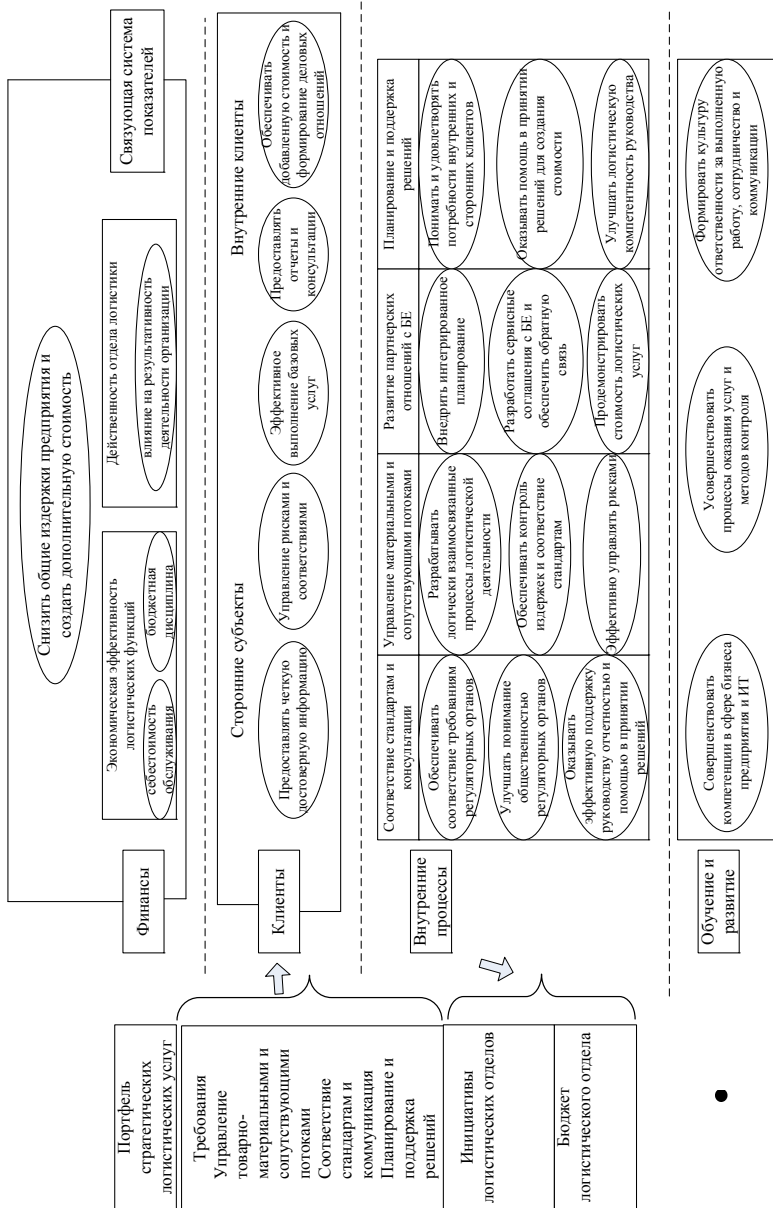 Портфель
стратегических
логистических услуг
Требования
Управление
товарно-
материальными и
сопутствующими
потоками
Соответствие
стандартам и
коммуникация
Планирование и
поддержка
решений
Инициативы
логистических отделов
Бюджет
логистического отдела
Финансы
Снизить общие издержки предприятия и
создать дополнительную стоимость
Связующая система
показателей
Экономическая эффективность
логистических функций
себестоимость
обслуживания
бюджетная
дисциплина
Действенность отдела логистики
влияние на результативность
деятельности организации
Клиенты
Сторонние субъекты
Внутренние клиенты
Предоставлять четкую
достоверную информацию
Управление рисками и
соответствиями
Эффективное
выполнение базовых
услуг
Предоставлять
отчеты и
консультации
Обеспечивать
добавленную стоимость и
формирование деловых
отношений
Внутренние
процессы
Соответствие стандартам и
консультации
Обеспечивать
соответствие требованиям
регуляторных органов
Улучшать понимание
общественностью
регуляторных органов
Оказывать
эффективную поддержку
руководству отчетностью и
помощью в принятии
решений
Управление материальными и
сопутствующими потоками
Разрабатывать
логически взаимосвязанные
процессы логистической
деятельности
Обеспечивать контроль
издержек и соответствие
стандартам
Эффективно управлять рисками
Развитие партнерских
отношений с БЕ
Внедрить интегрированное
планирование
Разработать сервисные
соглашения с БЕ и
обеспечить обратную
связь
Продемонстрировать
стоимость логистических
услуг
Планирование и поддержка
решений
Понимать и удовлетворять
потребности внутренних и
сторонних клиентов
Оказывать помощь в принятии
решений для создания
стоимости
Улучшать логистическую
компетентность руководства
Обучение и
развитие
Совершенствовать
компетенции в сфере бизнеса
предприятия и ИТ
Усовершенствовать
процессы оказания услуг и
методов контроля
Формировать культуру
ответственности за выполненную
работу, сотрудничество и
коммуникации